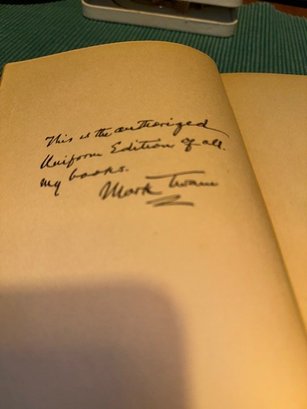 This is the authorized
Uniform Edition of all
my books.
Mark Twain